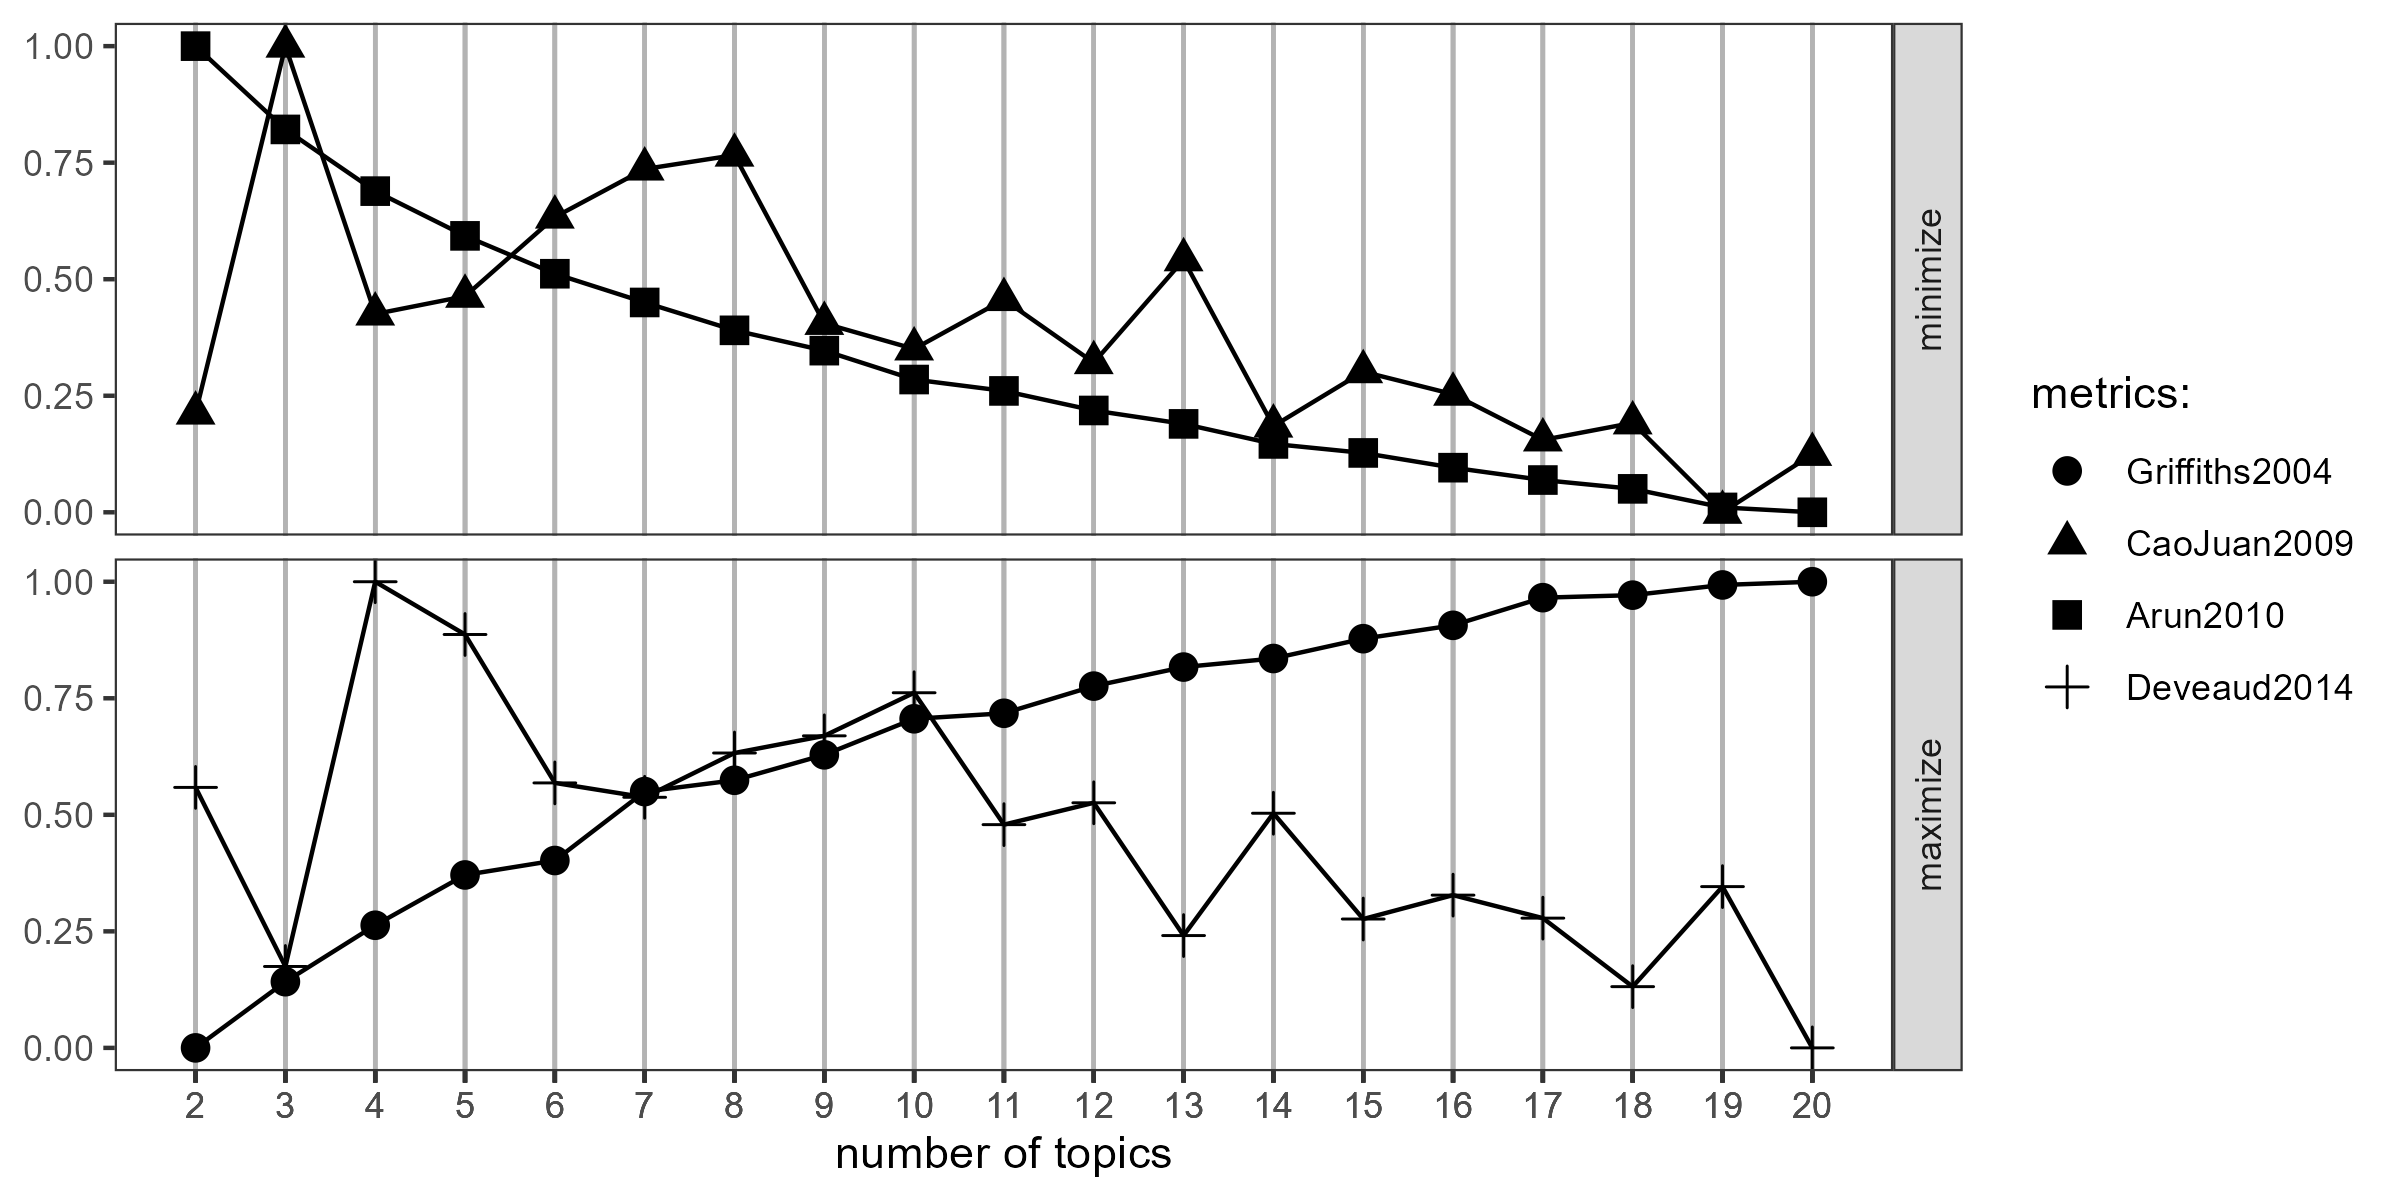 1.00
0.75
0.50
0.25
0.00
minimize
1.00
0.75
0.50
0.25
0.00
maximize
2 3 4 5 6 7 8 9 10 11 12 13 14 15 16 17 18 19 20
number of topics
metrics:
Griffiths2004
CaoJuan2009
Arun2010
Deveaud2014